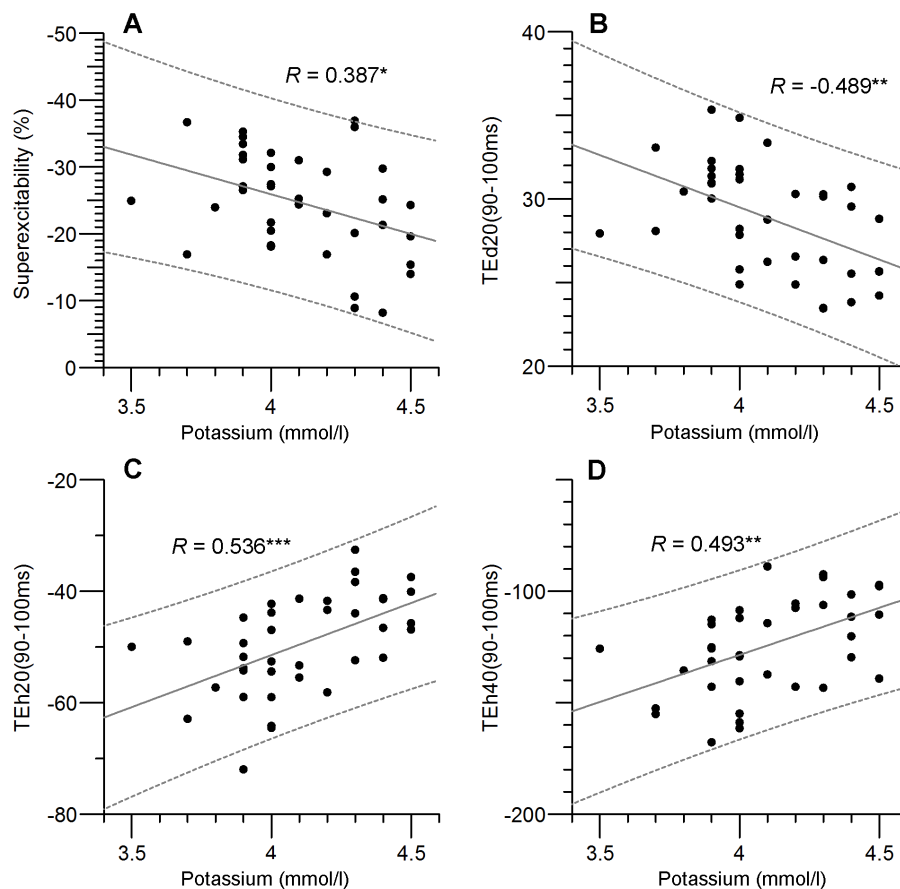 A
-50
-40
-30
-20
-10
0
Superexcitability (%)
R = 0.387*
3.5 4 4.5
Potassium (mmol/l)
B
40
30
20
TEd20(90-100ms)
R = -0.489**
3.5 4 4.5
Potassium (mmol/l)
C
-20
-40
-60
-80
TEh20(90-100ms)
R = 0.536***
3.5 4 4.5
Potassium (mmol/l)
D
-100
-200
TEh40(90-100ms)
R = 0.493**
3.5 4 4.5
Potassium (mmol/l)